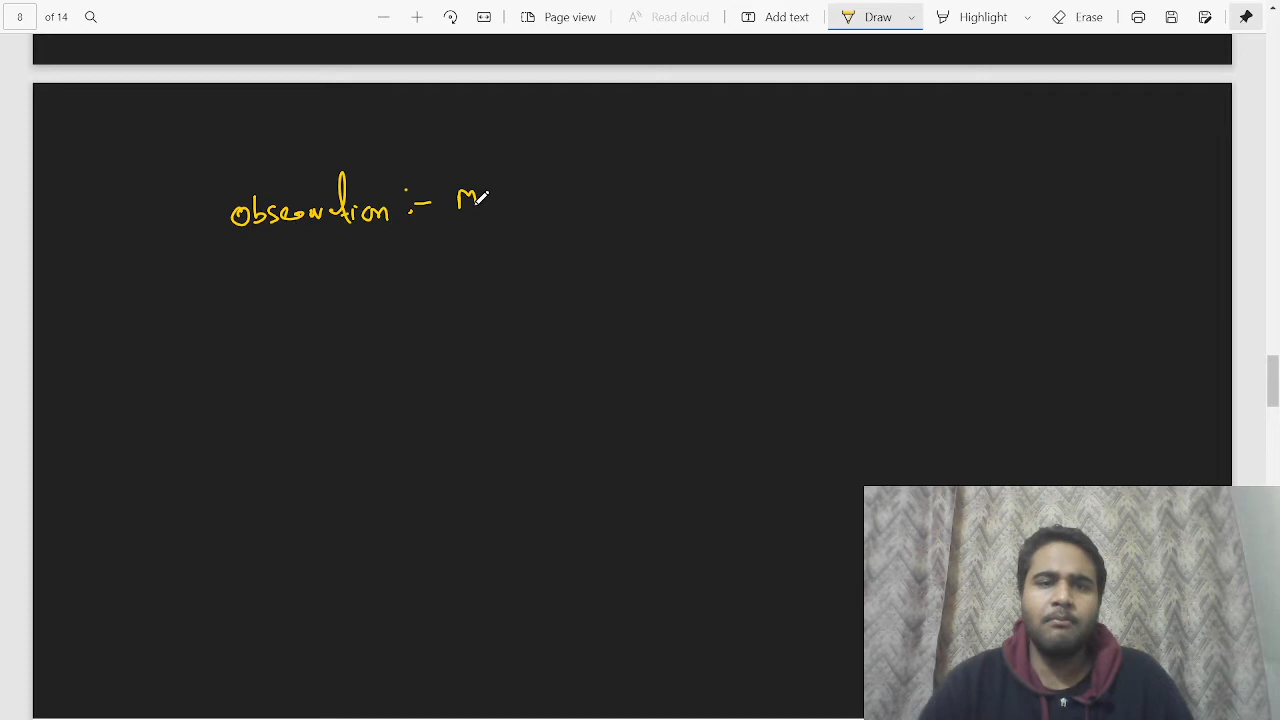 8 of 14 Page view Read aloud Add text Draw Highlight Erase
observation :- m